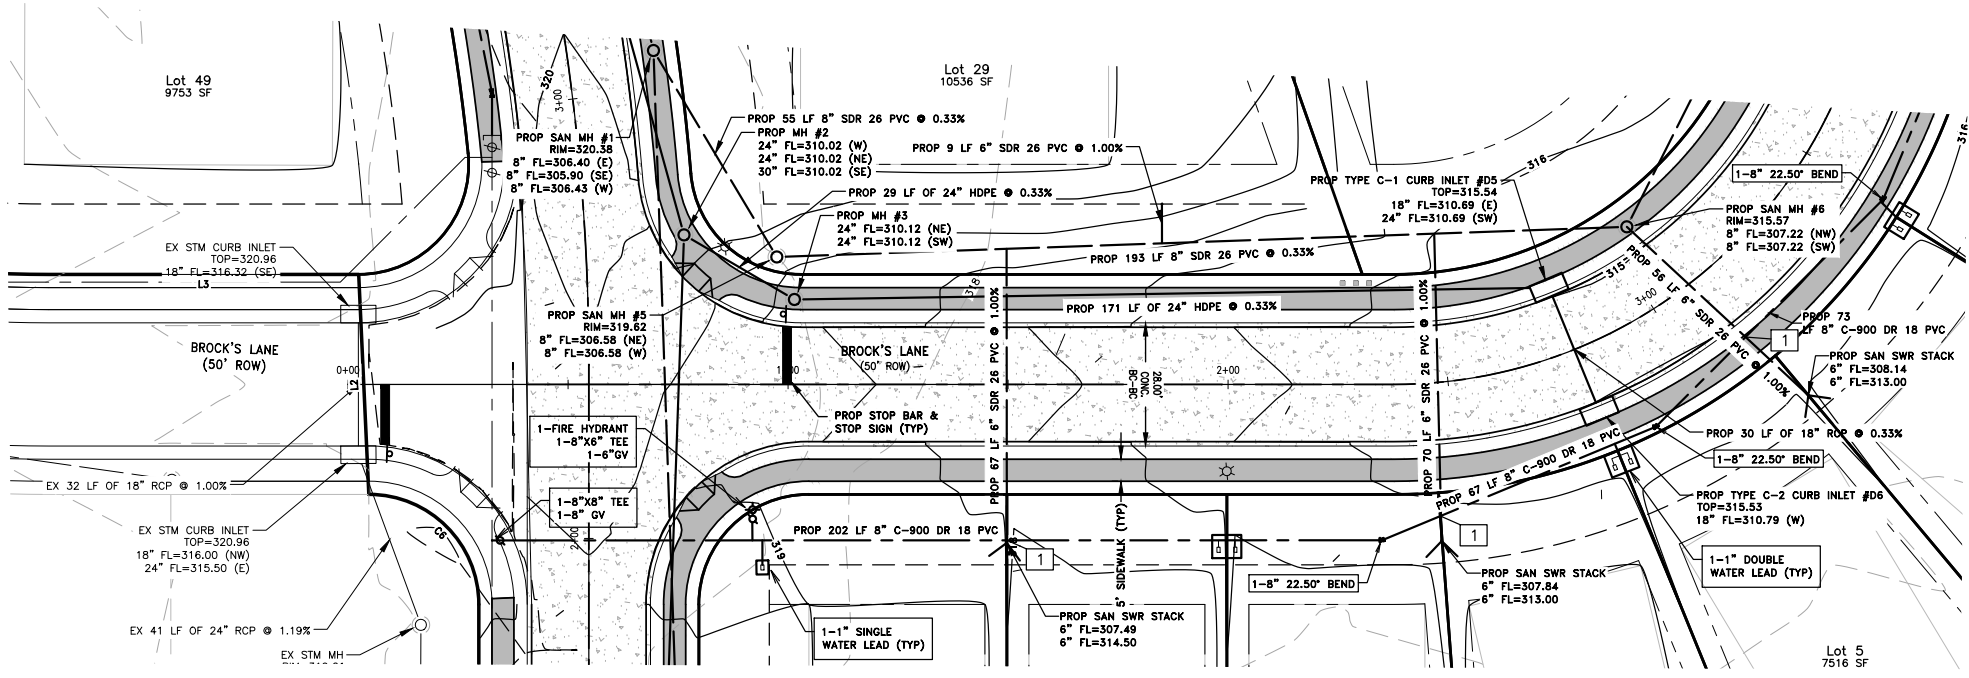 Lot 49
9753 SF
Lot 29
10536 SF
320
3+00
PROP SAN MH #1
RIM=320.38
8" FL=306.40 (E)
8" FL=305.90 (SE)
8" FL=306.43 (W)
PROP 55 LF 8" SDR 26 PVC @ 0.33%
PROP MH #2
24" FL=310.02 (W)
24" FL=310.02 (NE)
30" FL=310.02 (SE)
PROP 9 LF 6" SDR 26 PVC @ 1.00%
PROP 29 LF OF 24" HDPE @ 0.33%
PROP MH #3
24" FL=310.12 (NE)
24" FL=310.12 (SW)
316
PROP TYPE C-1 CURB INLET #D5
TOP=315.54
18" FL=310.69 (E)
24" FL=310.69 (SW)
1-8" 22.50° BEND
316
PROP SAN MH #6
RIM=315.57
8" FL=307.22 (NW)
8" FL=307.22 (SW)
EX STM CURB INLET
TOP=320.96
18" FL=316.32 (SE)
L3
PROP 193 LF 8" SDR 26 PVC @ 0.33%
318
315
3+00
PROP 56 LF 6" SDR 26 PVC @ 1.00%
PROP 171 LF OF 24" HDPE @ 0.33%
PROP SAN MH #5
RIM=319.62
8" FL=306.58 (NE)
8" FL=306.58 (W)
PROP 73
LF 8" C-900 DR 18 PVC
1
BROCK'S LANE
(50' ROW)
BROCK'S LANE
(50' ROW)
PROP SAN SWR STACK
6" FL=308.14
6" FL=313.00
0+00
L2
1+00
2+00
28.00'
CONC.
BC-BC
PROP 67 LF 6" SDR 26 PVC @ 1.00%
PROP 70 LF 6" SDR 26 PVC @ 1.00%
PROP STOP BAR &
STOP SIGN (TYP)
1-FIRE HYDRANT
1-8"X6" TEE
1-6"GV
PROP 30 LF OF 18" RCP @ 0.33%
1-8" 22.50° BEND
PROP 67 LF 8" C-900 DR 18 PVC
EX 32 LF OF 18" RCP @ 1.00%
1-8"X8" TEE
1-8" GV
PROP TYPE C-2 CURB INLET #D6
TOP=315.53
18" FL=310.79 (W)
EX STM CURB INLET
TOP=320.96
18" FL=316.00 (NW)
24" FL=315.50 (E)
C6
2+00
319
PROP 202 LF 8" C-900 DR 18 PVC
1
5' SIDEWALK (TYP)
1
1-8" 22.50° BEND
PROP SAN SWR STACK
6" FL=307.84
6" FL=313.00
1-1" DOUBLE
WATER LEAD (TYP)
PROP SAN SWR STACK
6" FL=307.49
6" FL=314.50
1-1" SINGLE
WATER LEAD (TYP)
EX 41 LF OF 24" RCP @ 1.19%
EX STM MH
Lot 5
7516 SF